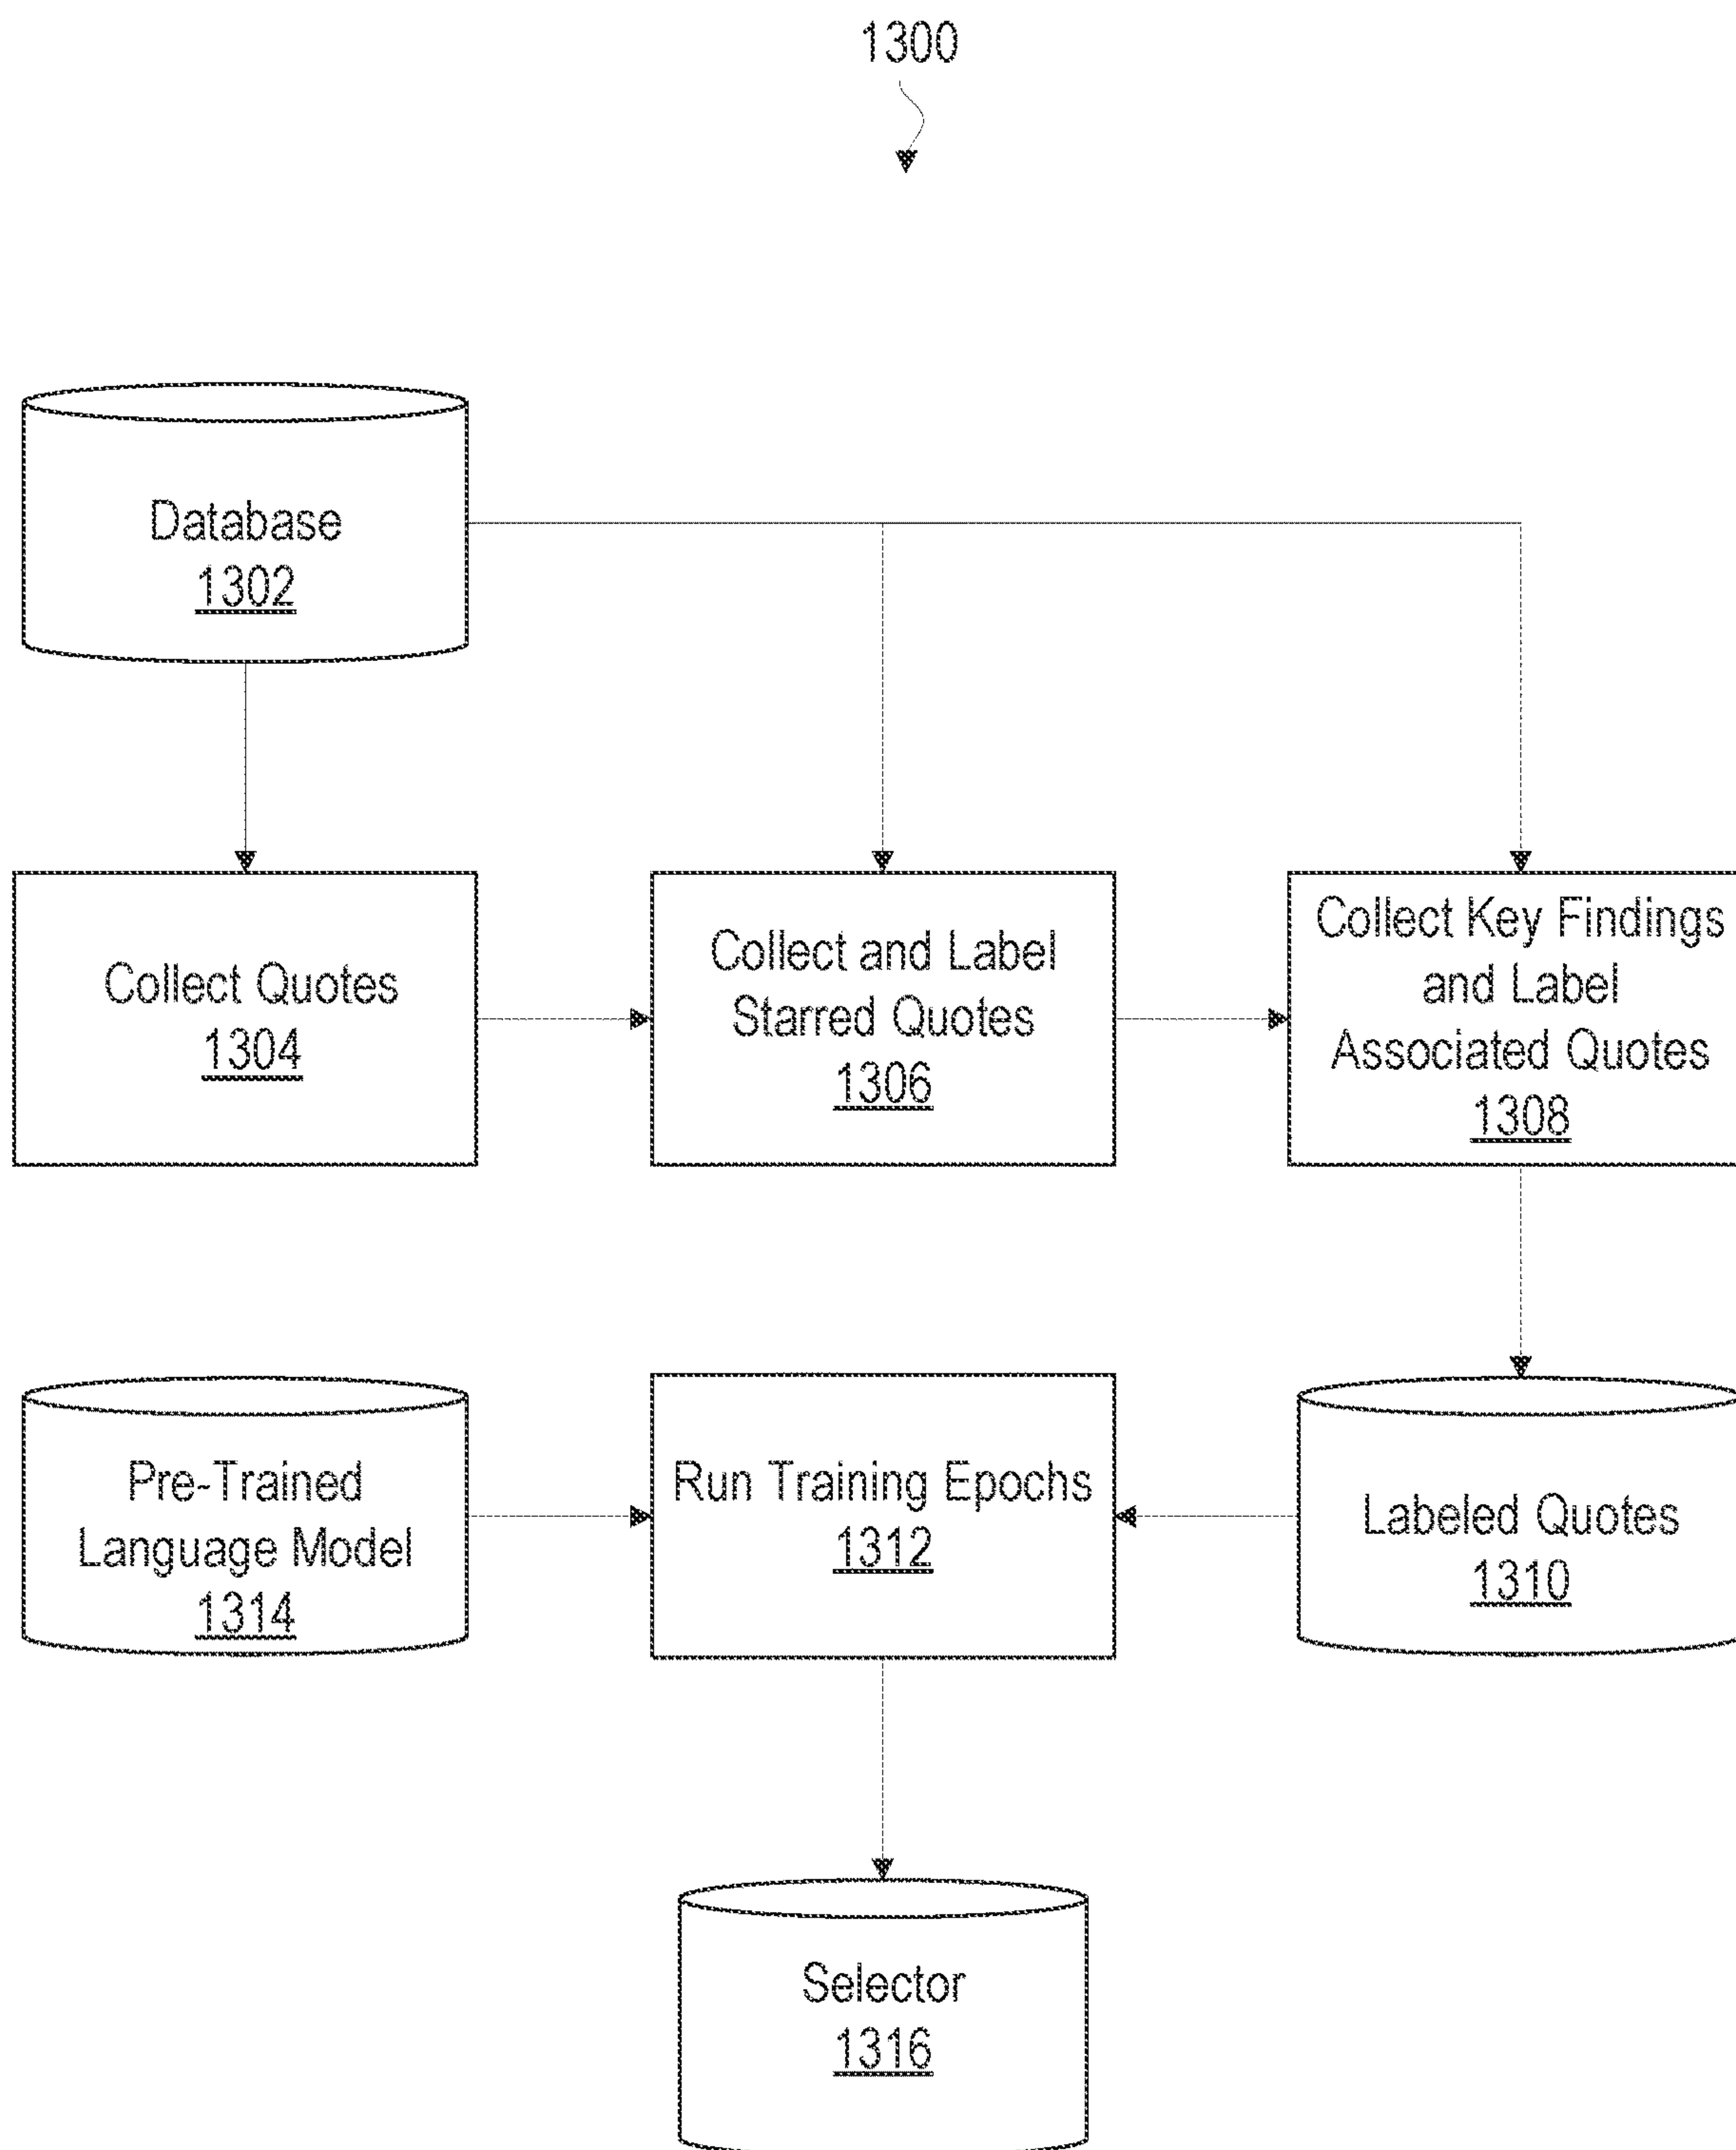 1300
Database
1302
Collect Quotes
1304
Collect and Label
Starred Quotes
1306
Collect Key Findings
and Label
Associated Quotes
1308
Pre-Trained
Language Model
1314
Run Training Epochs
1312
Labeled Quotes
1310
Selector
1316